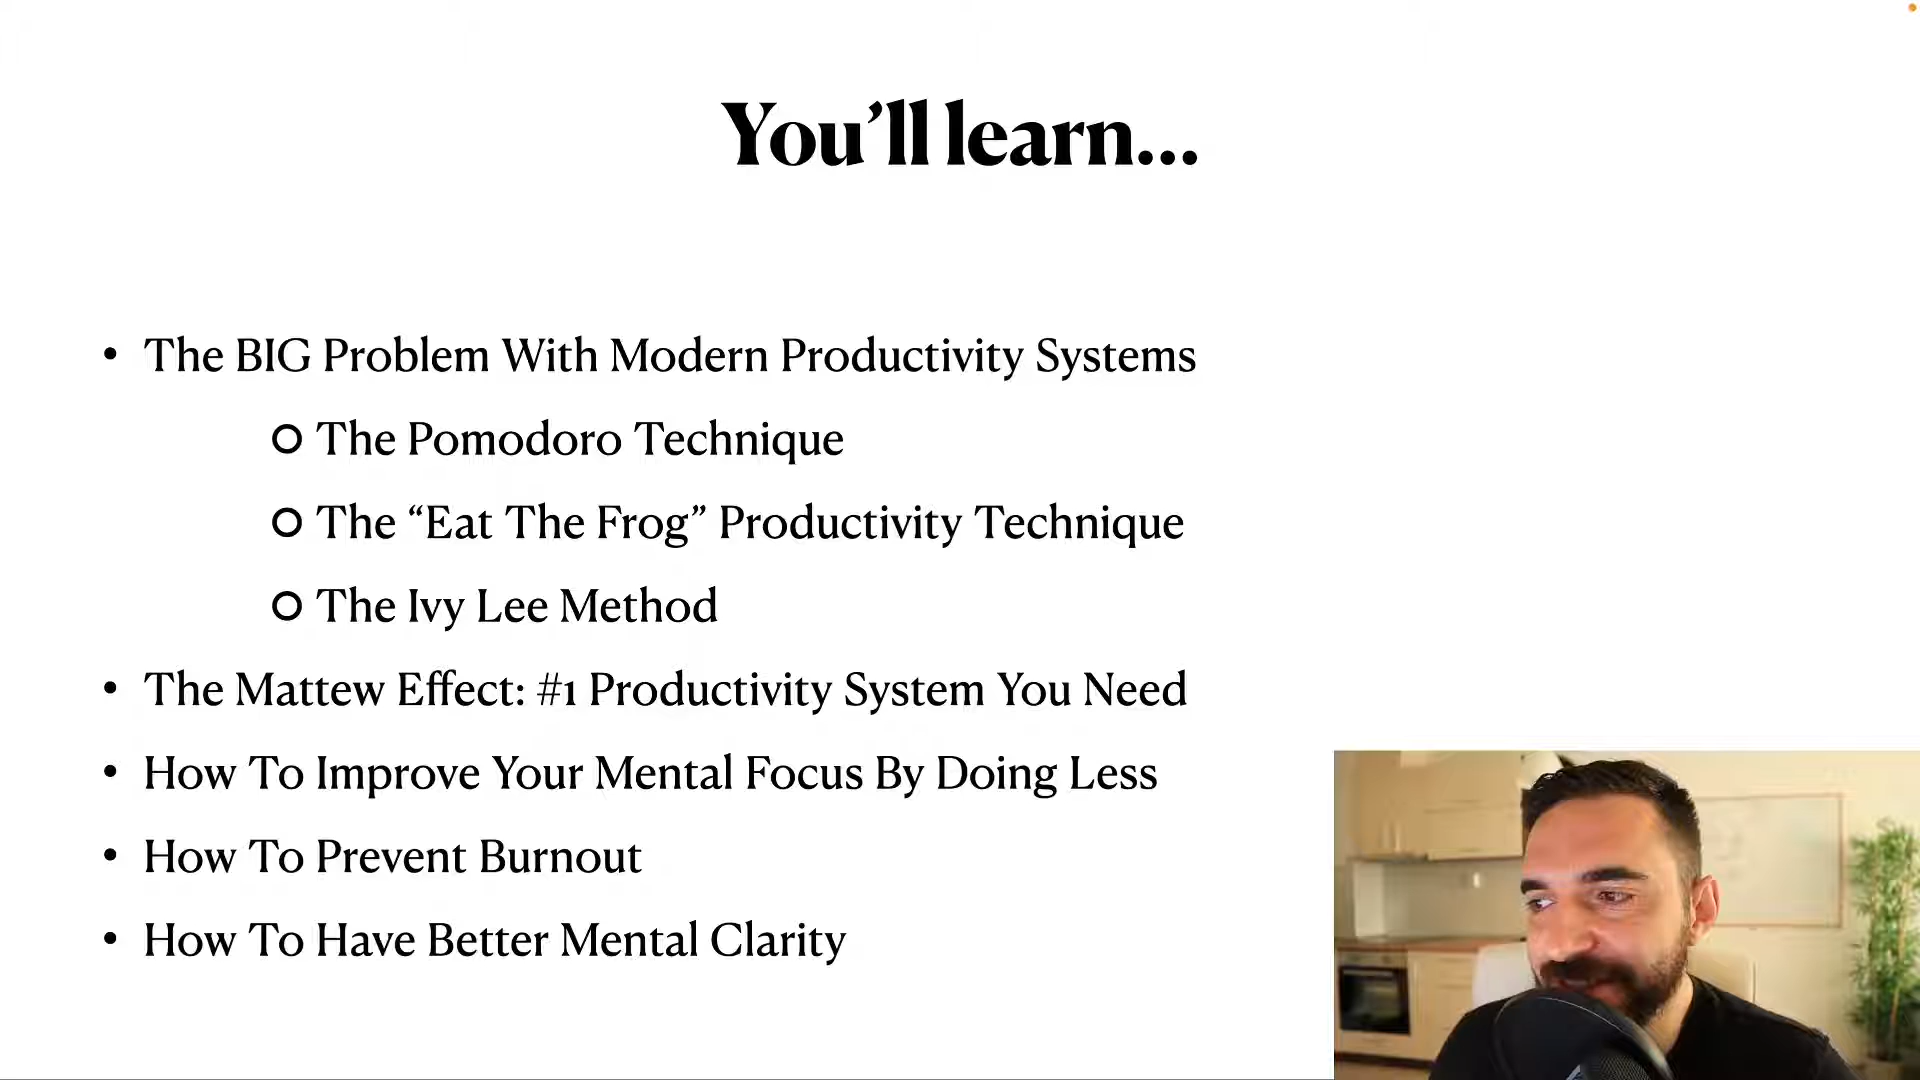 You’ll learn...
• The BIG Problem With Modern Productivity Systems
○ The Pomodoro Technique
○ The “Eat The Frog” Productivity Technique
○ The Ivy Lee Method
• The Mattew Effect: #1 Productivity System You Need
• How To Improve Your Mental Focus By Doing Less
• How To Prevent Burnout
• How To Have Better Mental Clarity